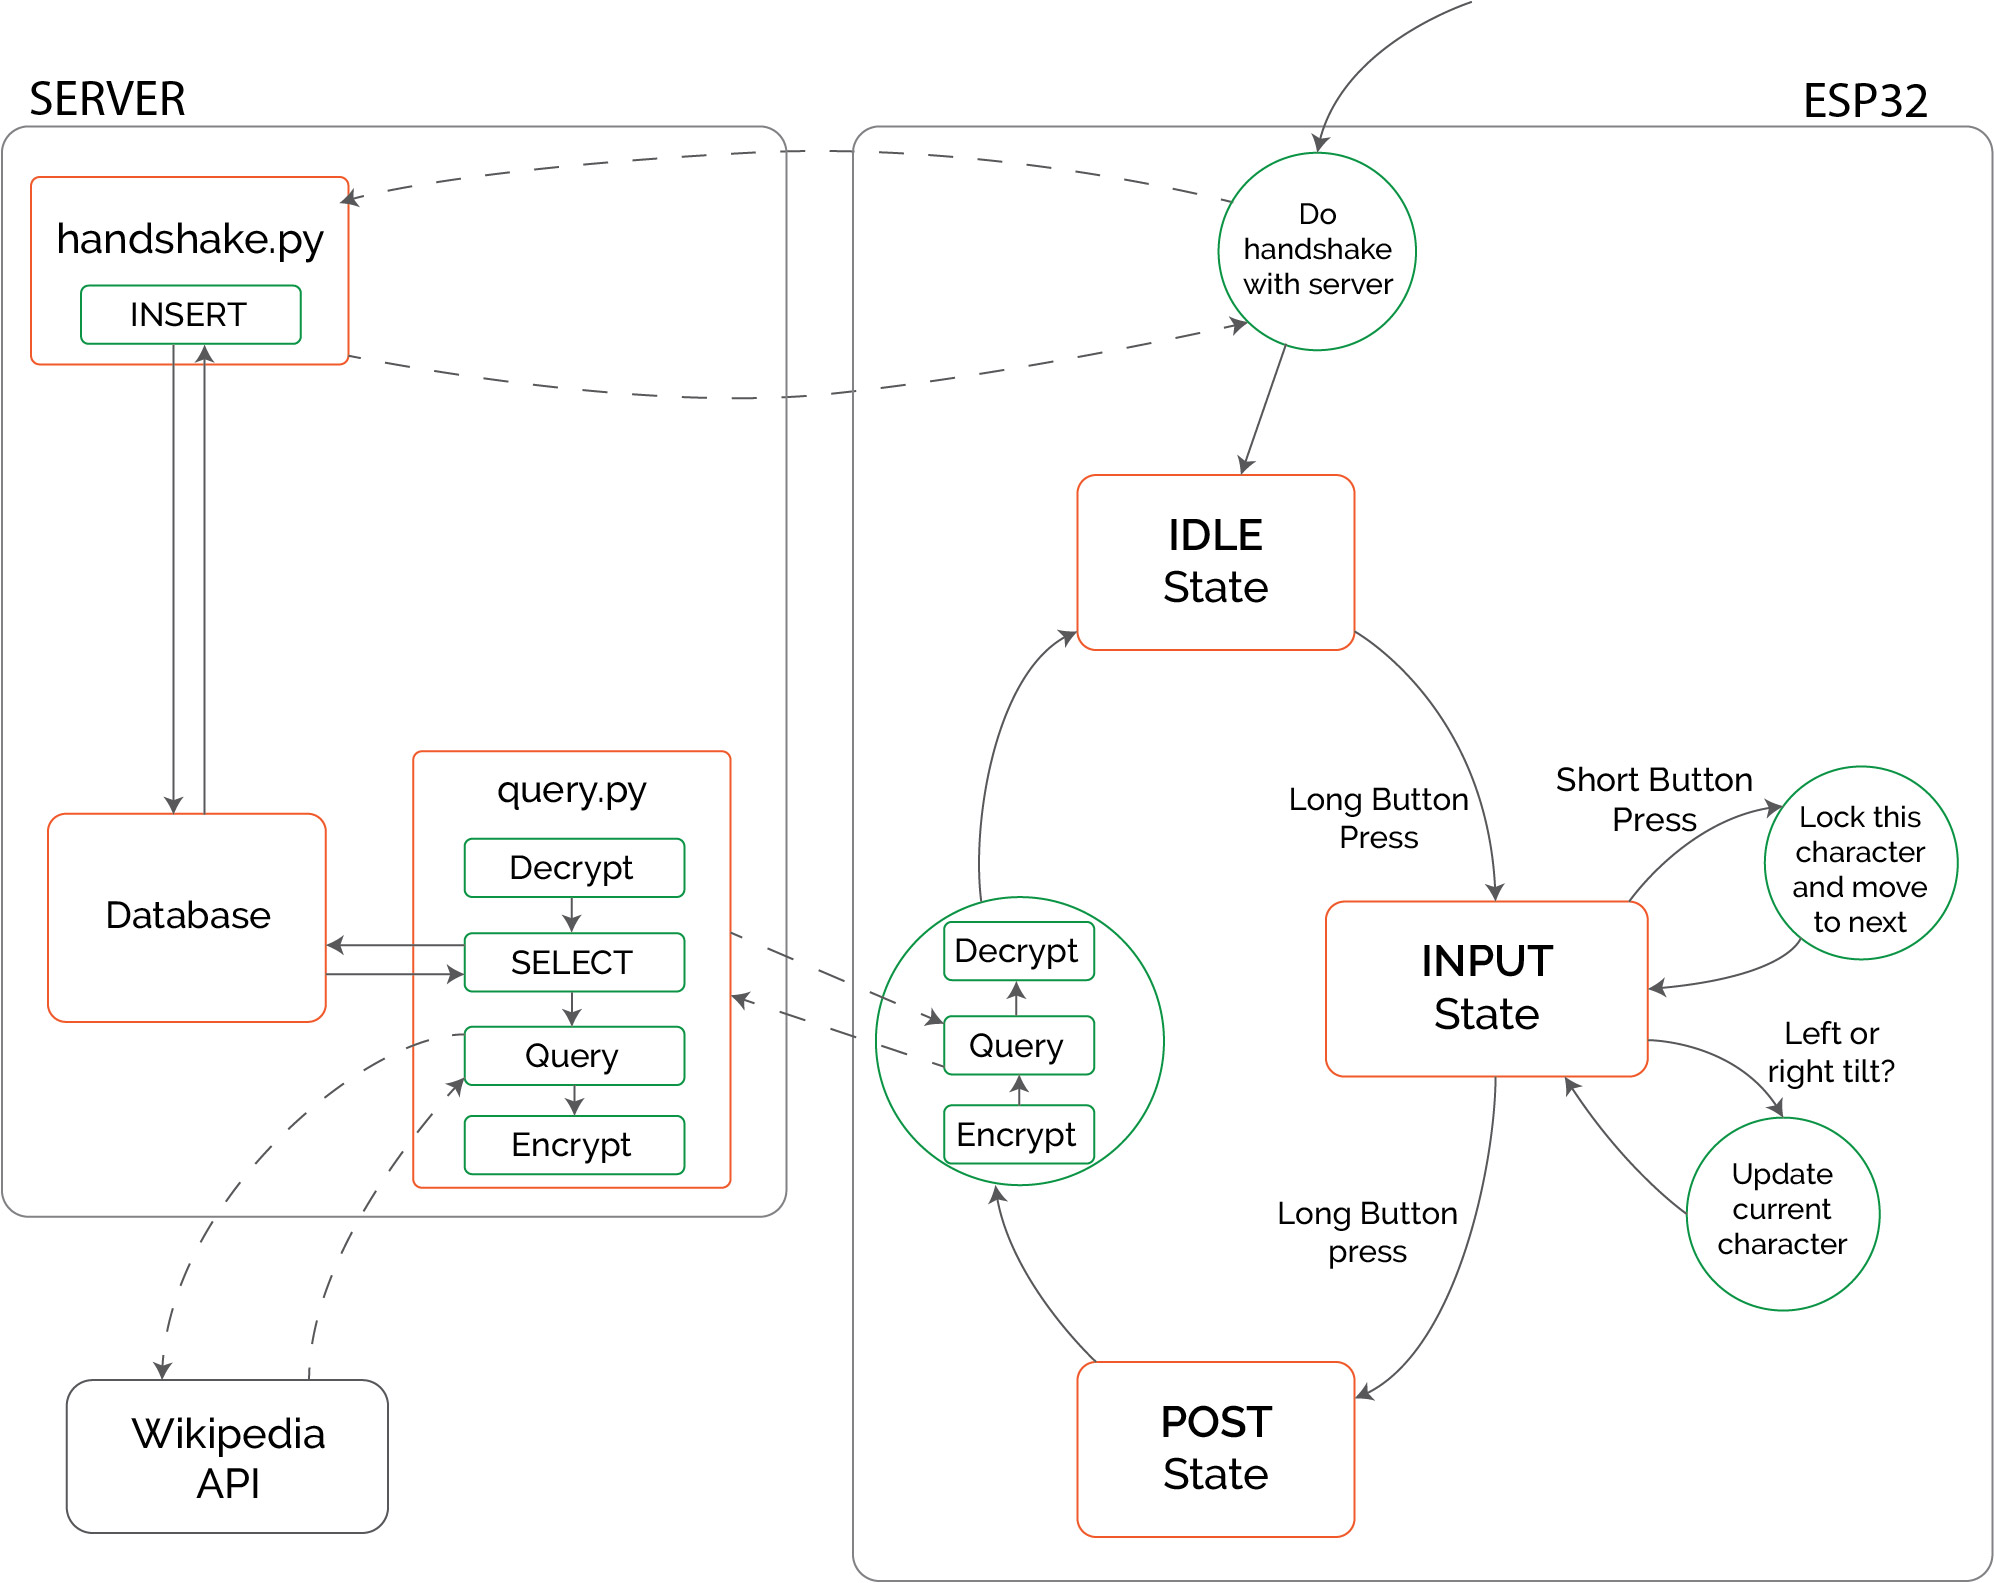 SERVER
handshake.py
INSERT
Database
query.py
Decrypt
SELECT
Query
Encrypt
Wikipedia
API
ESP32
Do
handshake
with server
IDLE
State
Long Button
Press
Short Button
Press
Lock this
character
and move
to next
INPUT
State
Left or
right tilt?
Update
current
character
Long Button
press
POST
State
Decrypt
Query
Encrypt